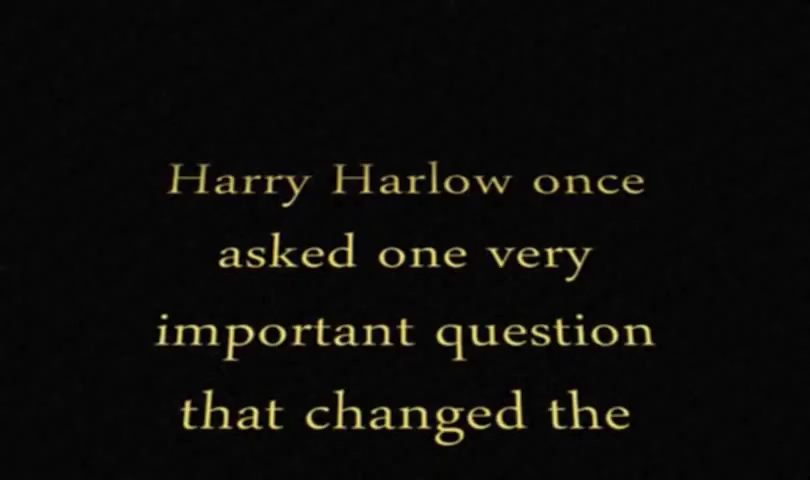 Harry Harlow once
asked one very
important question
that changed the